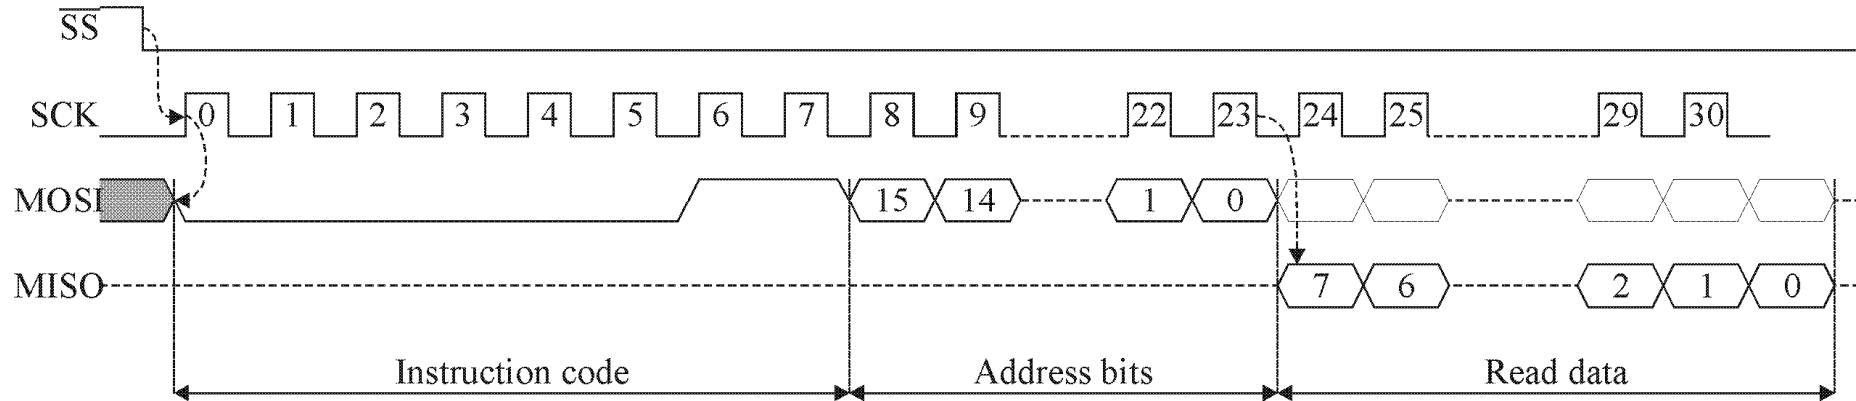 SS
SCK 0 1 2 3 4 5 6 7 8 9 22 23 24 25 29 30
MOSI 15 14 1 0
MISO 7 6 2 1 0
Instruction code Address bits Read data